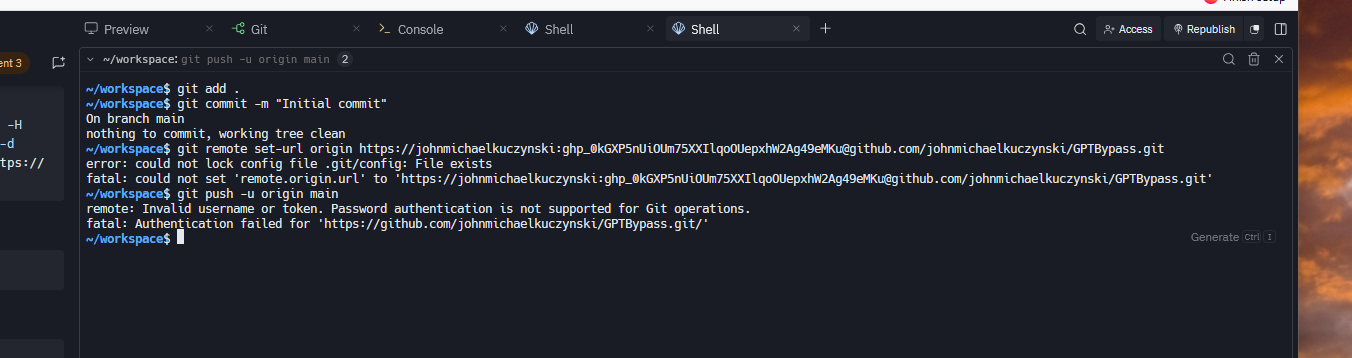 Preview
Git
Console
Shell
Shell
Access
Republish
ent 3
~/workspace: git push -u origin main 2
-H
-d
tps://
~/workspace$ git add .
~/workspace$ git commit -m "Initial commit"
On branch main
nothing to commit, working tree clean
~/workspace$ git remote set-url origin https://johnmichaelkuczynski: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@github.com/johnmichaelkuczynski/GPTBypass.git
error: could not lock config file .git/config: File exists
fatal: could not set 'remote.origin.url' to 'https://johnmichaelkuczynski: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@github.com/johnmichaelkuczynski/GPTBypass.git'
~/workspace$ git push -u origin main
remote: Invalid username or token. Password authentication is not supported for Git operations.
fatal: Authentication failed for 'https://github.com/johnmichaelkuczynski/GPTBypass.git/'
~/workspace$
Generate Ctrl I